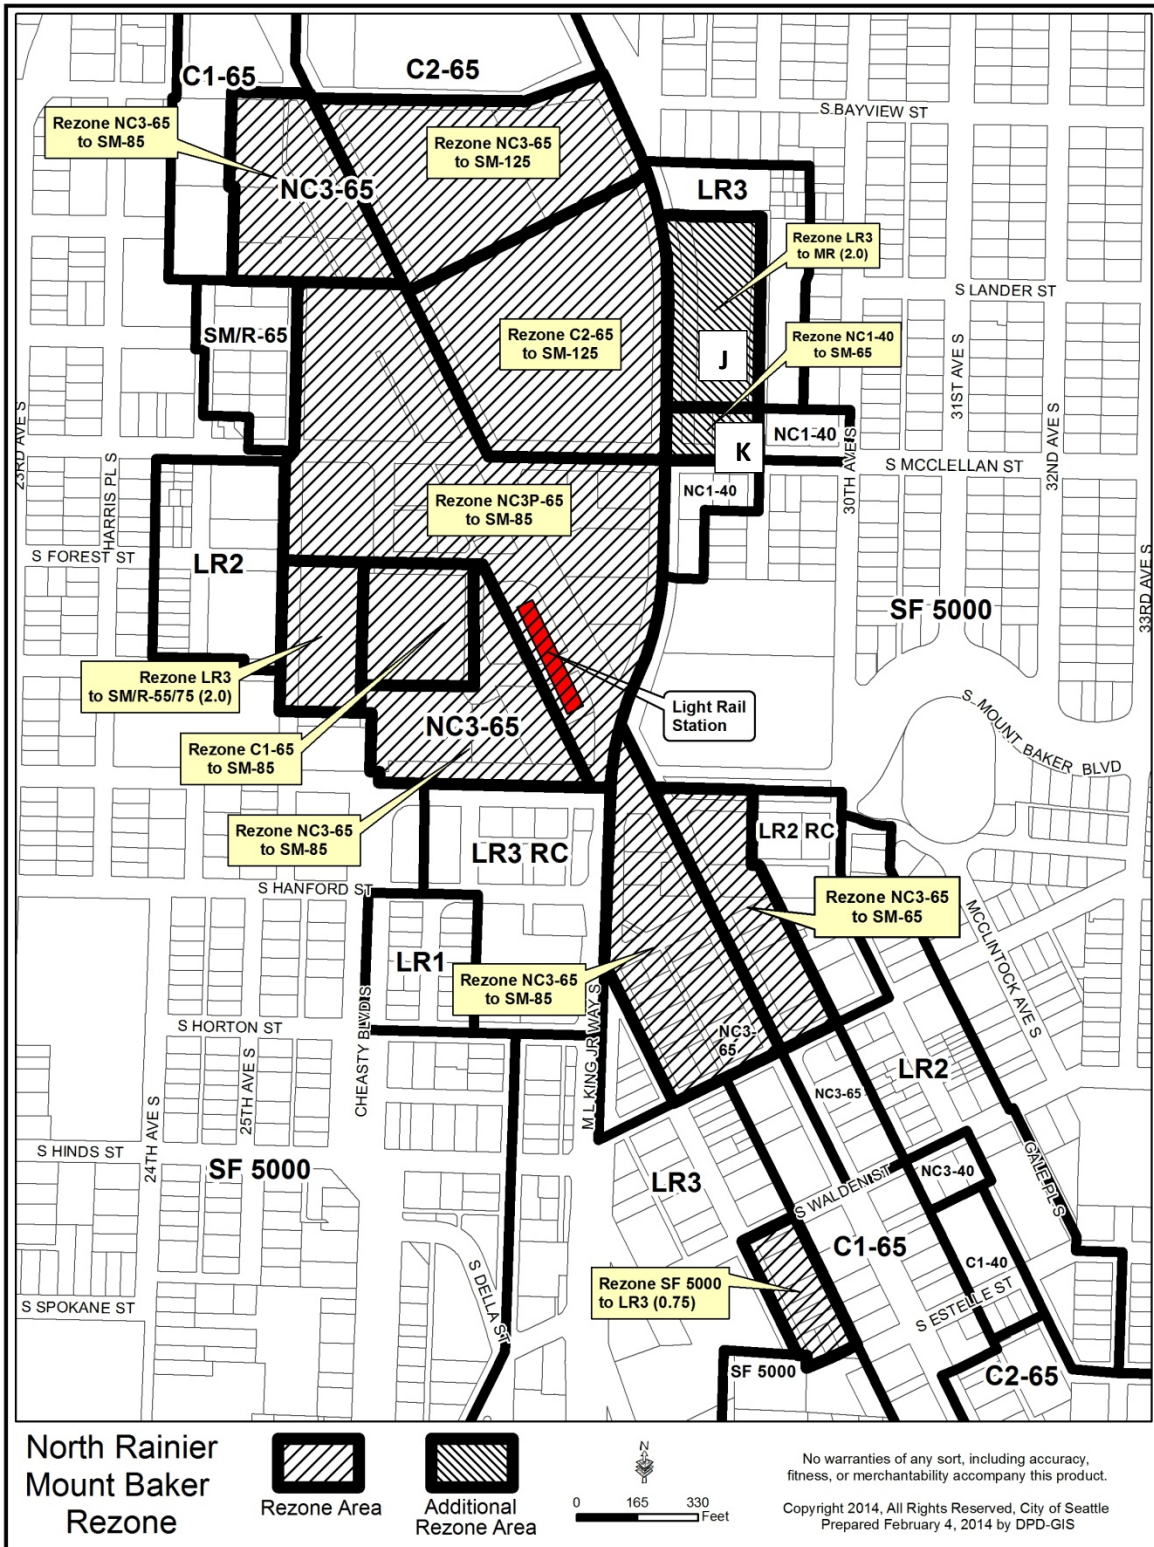 C1-65
C2-65
Rezone NC3-65
to SM-85
Rezone NC3-65
to SM-125
S BAYVIEW ST
NC3-65
LR3
Rezone LR3
to MR (2.0)
S LANDER ST
SM/R-65
Rezone C2-65
to SM-125
Rezone NC1-40
to SM-65
J
31ST AVE S
32ND AVE S
23RD AVE S
NC1-40
K
30TH AVE S
S MCCLELLAN ST
HARRIS PL S
NC1-40
Rezone NC3P-65
to SM-85
S FOREST ST
LR2
SF 5000
33RD AVE S
Rezone LR3
to SM/R-55/75 (2.0)
Light Rail
Station
S MOUNT BAKER BLVD
NC3-65
Rezone C1-65
to SM-85
Rezone NC3-65
to SM-85
LR3 RC
LR2 RC
S HANFORD ST
Rezone NC3-65
to SM-65
MCCLINTOCK AVE S
LR1
Rezone NC3-65
to SM-85
CHEASTY BLVD S
M L KING JR WAY S
S HORTON ST
NC3-
65
25TH AVE S
LR2
NC3-65
24TH AVE S
S HINDS ST
SF 5000
LR3
S WALDEN ST
NC3-40
GALE PL S
C1-65
C1-40
S DELLA ST
Rezone SF 5000
to LR3 (0.75)
S SPOKANE ST
S ESTELLE ST
SF 5000
C2-65
North Rainier
Mount Baker
Rezone
Rezone Area
Additional
Rezone Area
N
0 165 330
Feet
No warranties of any sort, including accuracy,
fitness, or merchantability accompany this product.
Copyright 2014, All Rights Reserved, City of Seattle
Prepared February 4, 2014 by DPD-GIS